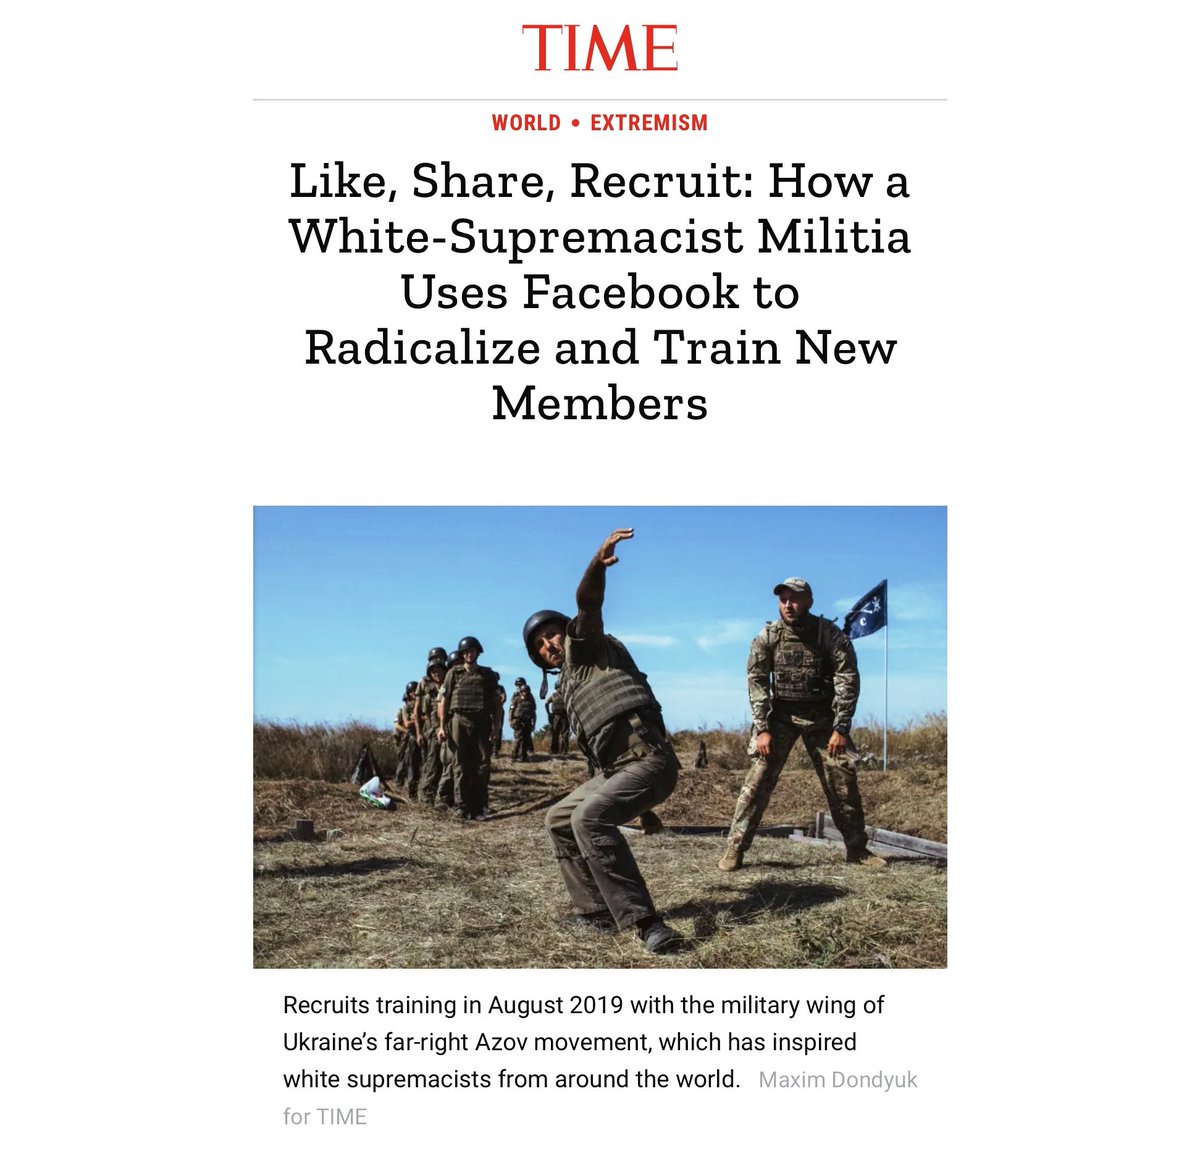 TIME
WORLD • EXTREMISM
Like, Share, Recruit: How a
White-Supremacist Militia
Uses Facebook to
Radicalize and Train New
Members
Recruits training in August 2019 with the military wing of
Ukraine’s far-right Azov movement, which has inspired
white supremacists from around the world. Maxim Dondyuk
for TIME